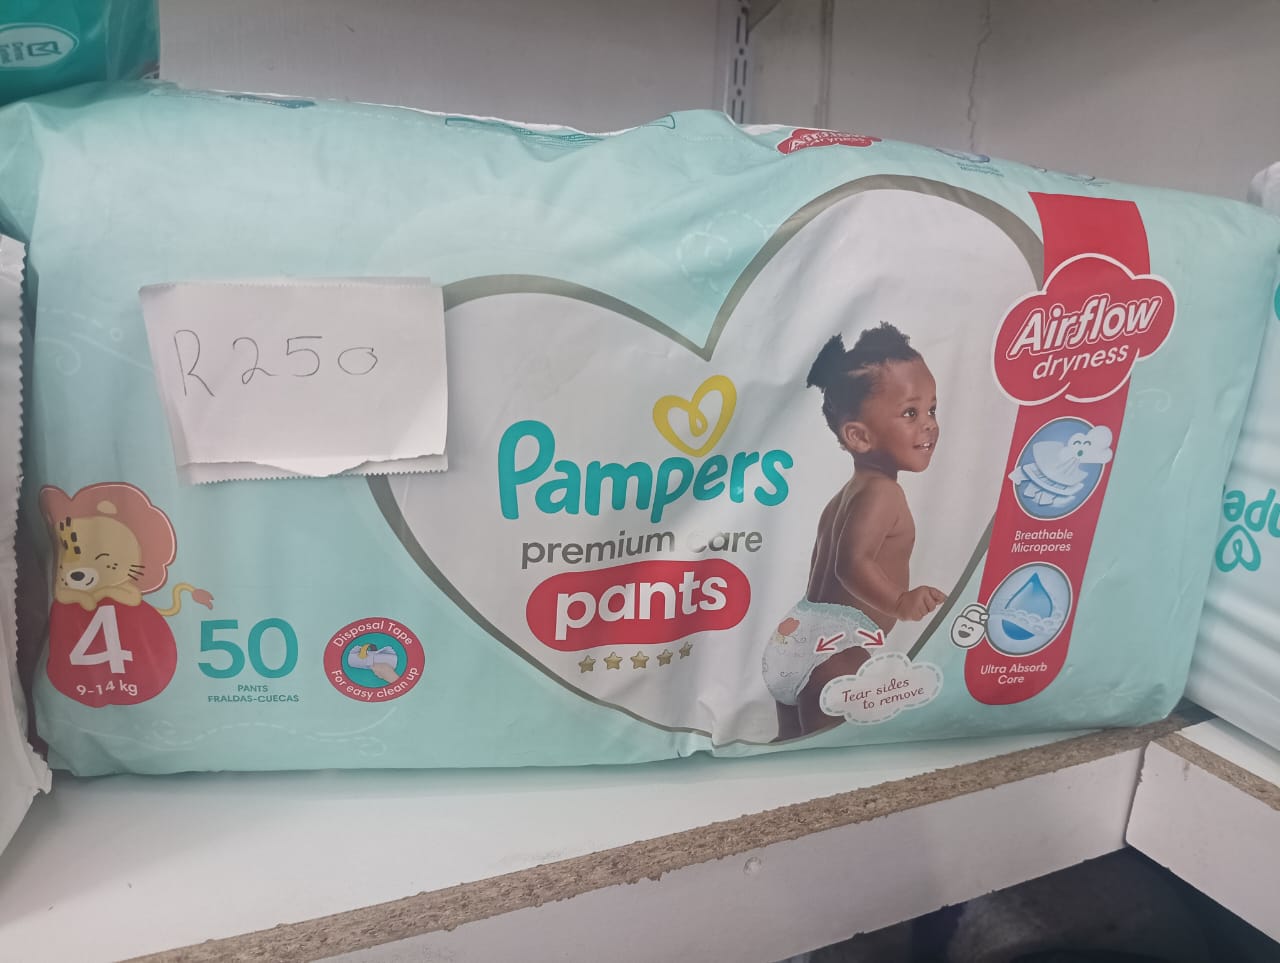 R250
Pampers
premium care
pants
Airflow
dryness
Breathable
Micropores
Ultra Absorb
Core
Tear sides
to remove
4
9-14 kg
50
PANTS
FRALDAS-CUECAS
Disposal Tape
For easy clean up
Airflow
dryness